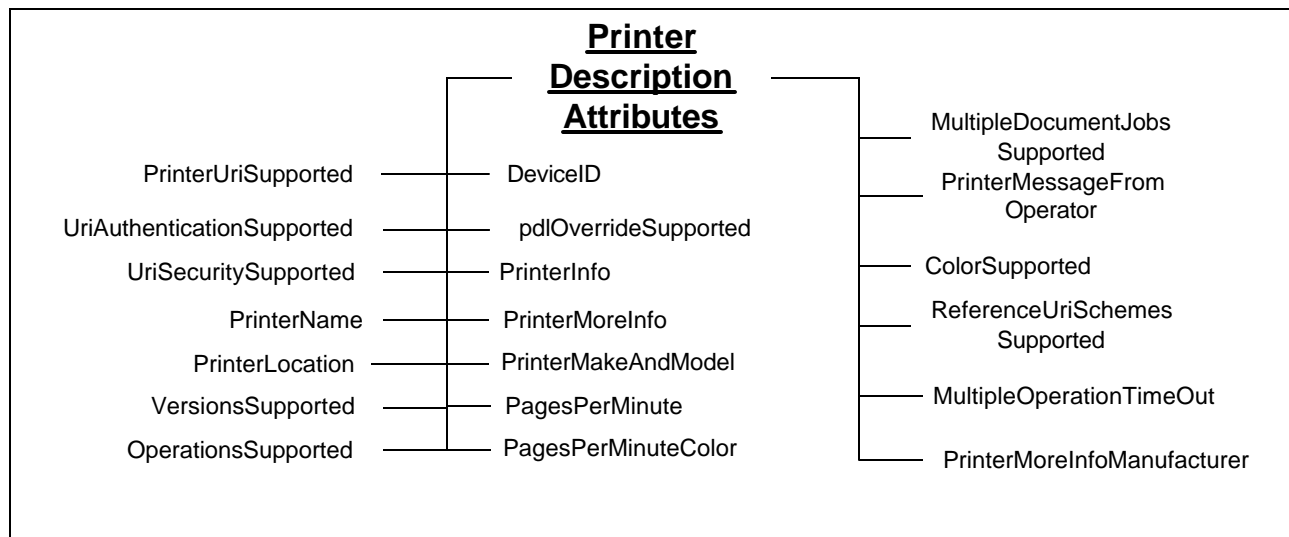 Printer
Description
Attributes
PrinterUriSupported
UriAuthenticationSupported
UriSecuritySupported
PrinterName
PrinterLocation
VersionsSupported
OperationsSupported
DeviceID
pdlOverrideSupported
PrinterInfo
PrinterMoreInfo
PrinterMakeAndModel
PagesPerMinute
PagesPerMinuteColor
MultipleDocumentJobs
Supported
PrinterMessageFrom
Operator
ColorSupported
ReferenceUriSchemes
Supported
MultipleOperationTimeOut
PrinterMoreInfoManufacturer